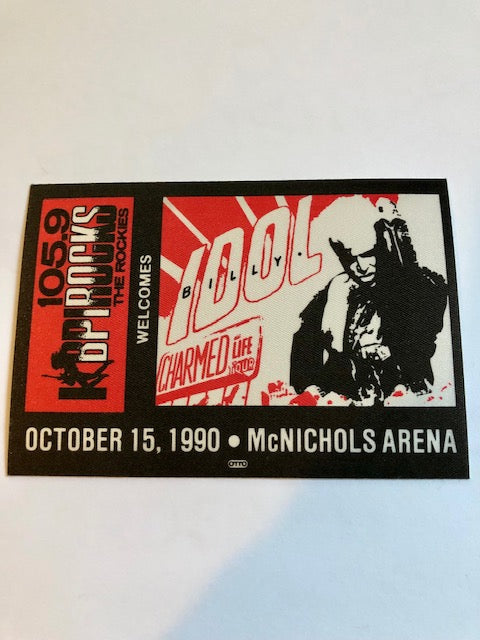 105.9
KBPI ROCKS
THE ROCKIES
WELCOMES
BILLY.
IDOL
CHARMED LIFE
TOUR
OCTOBER 15, 1990 • McNICHOLS ARENA
OTTO